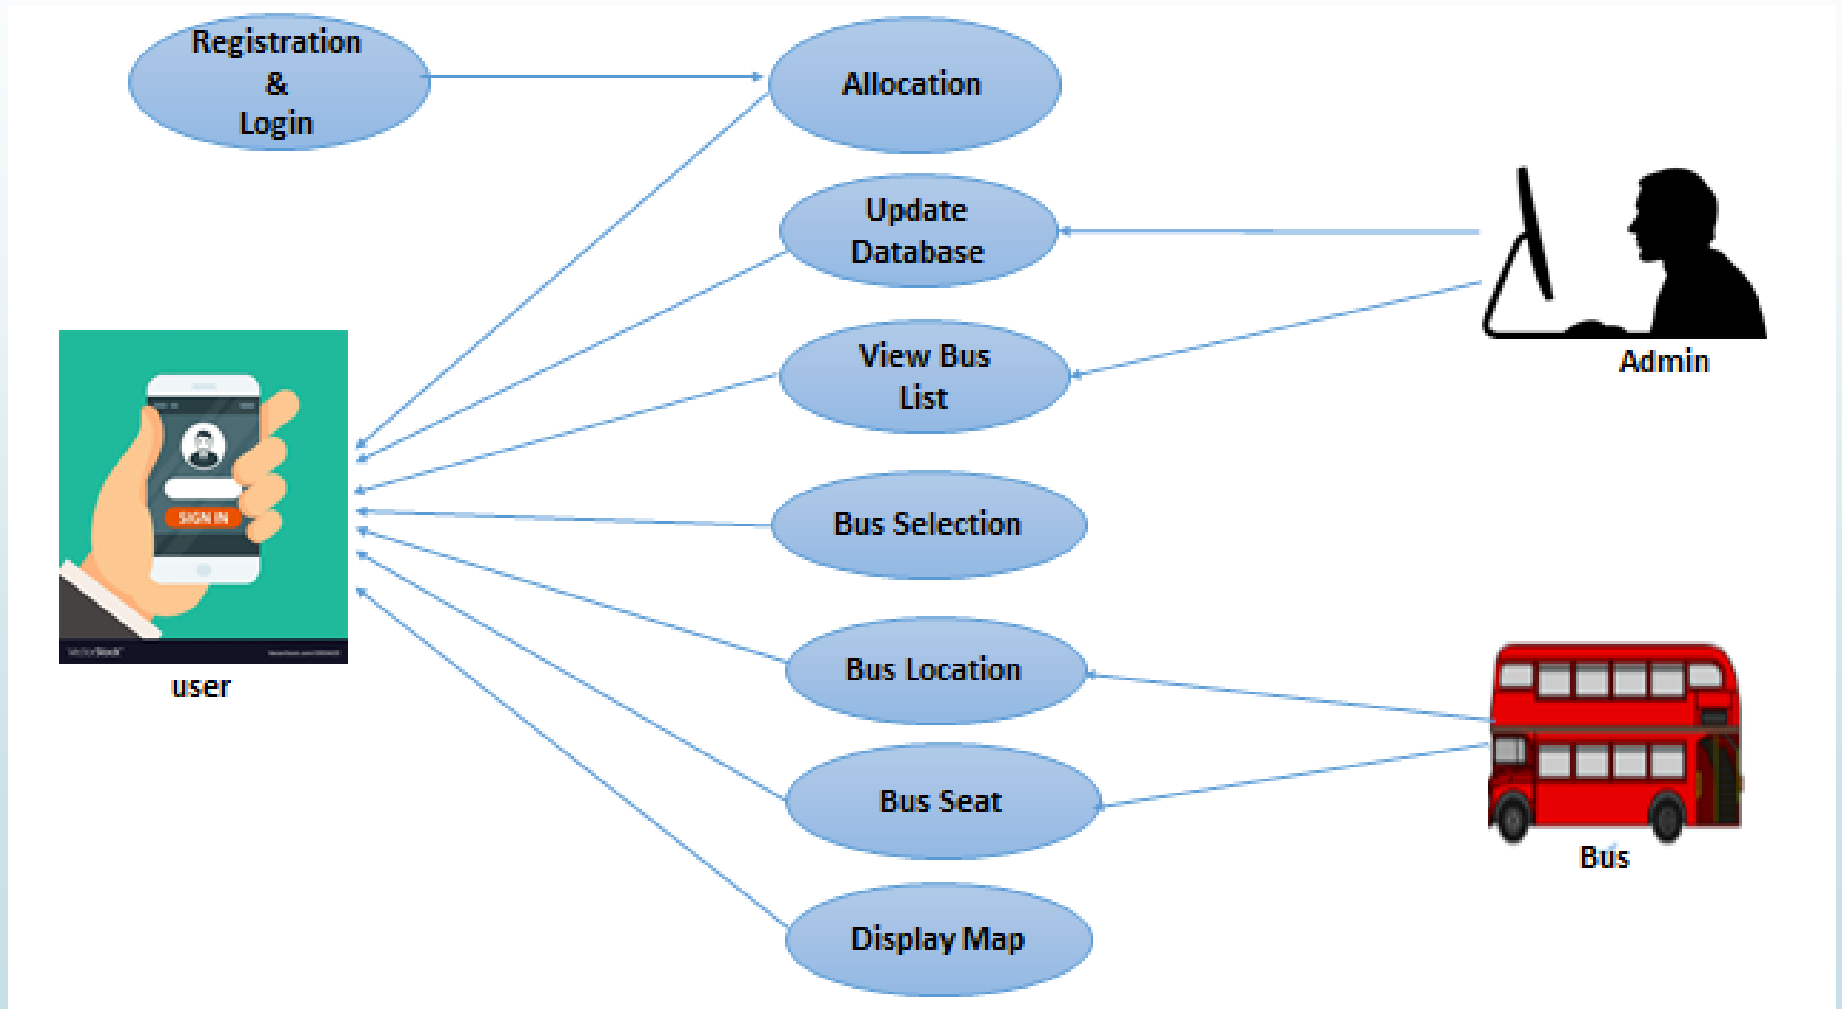 Registration
&
Login
Allocation
Update
Database
View Bus
List
Admin
SIGN IN
VectorStock
user
Bus Selection
Bus Location
Bus Seat
Bus
Display Map